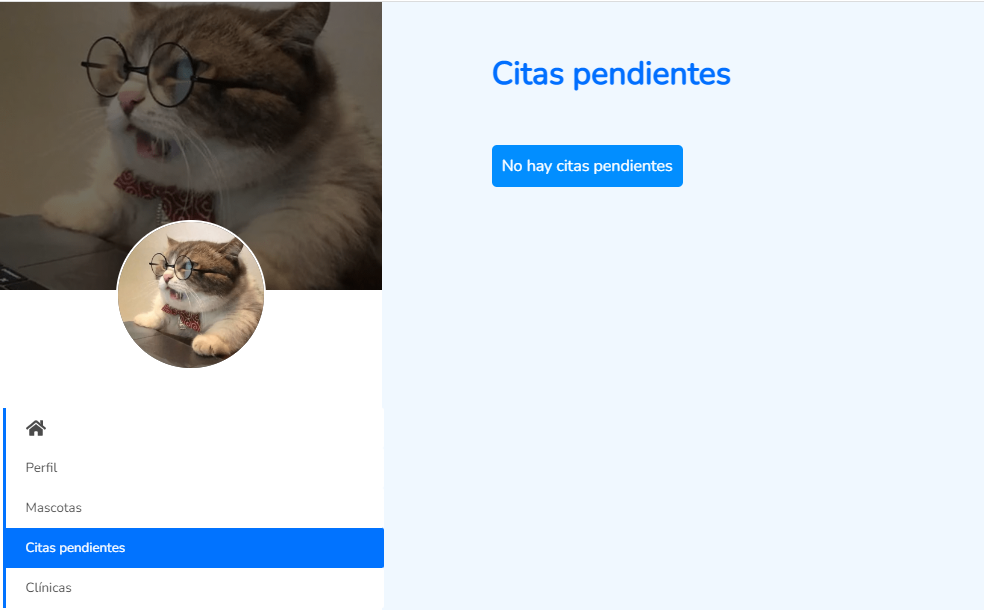 Citas pendientes
No hay citas pendientes
Perfil
Mascotas
Citas pendientes
Clínicas